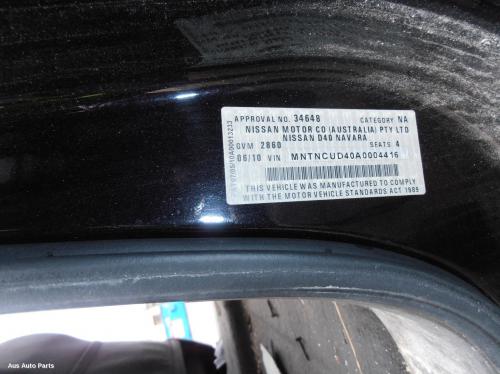 APPROVAL NO. 34648 CATEGORY NA
NISSAN MOTOR CO (AUSTRALIA) PTY LTD
NISSAN D40 NAVARA
GVM 2860 SEATS 4
06/10 VIN MNTNCUD40A0004416
THIS VEHICLE WAS MANUFACTURED TO COMPLY
WITH THE MOTOR VEHICLE STANDARDS ACT 1989
Aus Auto Parts